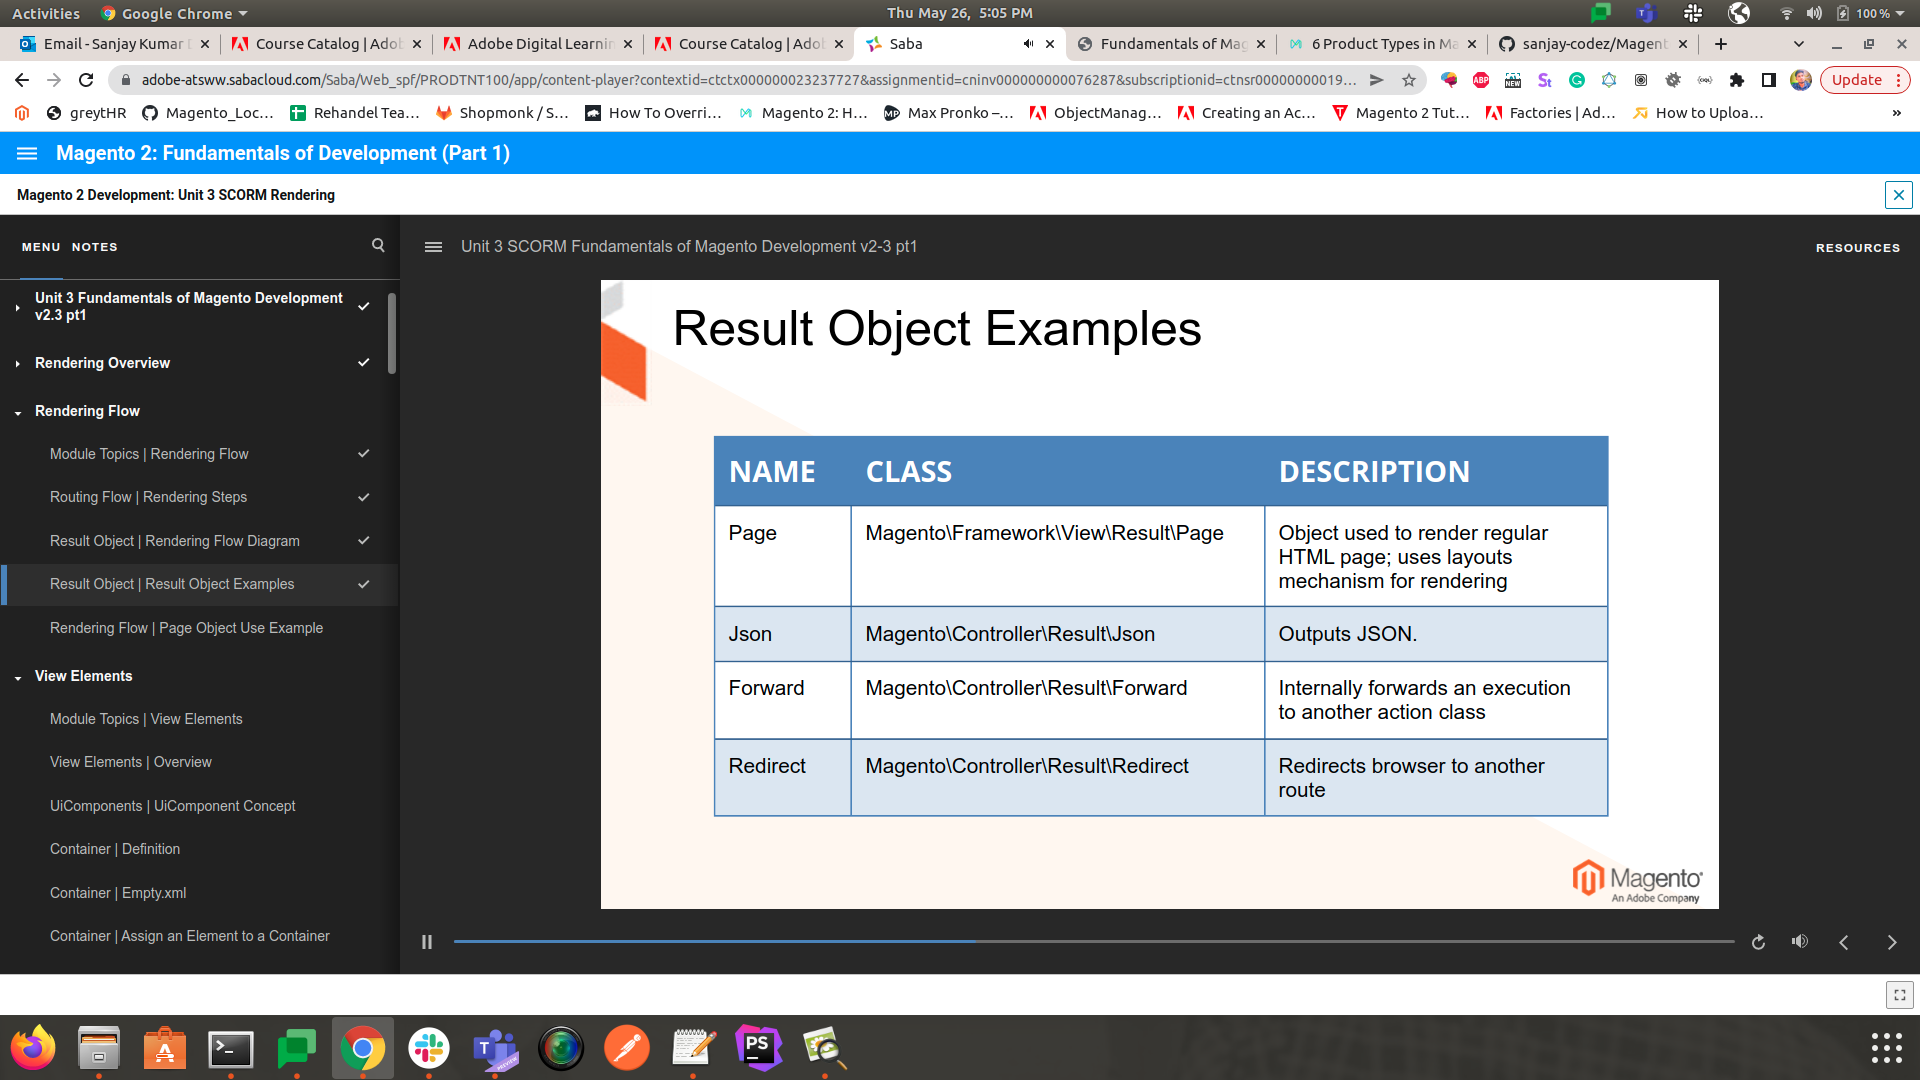 Activities
Google Chrome
Thu May 26, 5:05 PM
100 %
Email - Sanjay Kumar
Course Catalog | Adob
Adobe Digital Learnin
Course Catalog | Adob
Saba
Fundamentals of Mag
6 Product Types in Ma
sanjay-codez/Magent
adobe-atsww.sabacloud.com/Saba/Web_spf/PRODTNT100/app/content-player?contextid=ctctx000000023237727&assignmentid=cninv000000000076287&subscriptionid=ctnsr00000000019...
ABP
NEW
Update
greytHR
Magento_Loc...
Rehandel Tea...
Shopmonk / S...
How To Overri...
Magento 2: H...
Max Pronko –...
ObjectManag...
Creating an Ac...
Magento 2 Tut...
Factories | Ad...
How to Uploa...
»
Magento 2: Fundamentals of Development (Part 1)
Magento 2 Development: Unit 3 SCORM Rendering
MENU NOTES
Unit 3 SCORM Fundamentals of Magento Development v2-3 pt1
RESOURCES
Unit 3 Fundamentals of Magento Development
v2.3 pt1
Rendering Overview
Rendering Flow
Module Topics | Rendering Flow
Routing Flow | Rendering Steps
Result Object | Rendering Flow Diagram
Result Object | Result Object Examples
Rendering Flow | Page Object Use Example
View Elements
Module Topics | View Elements
View Elements | Overview
UiComponents | UiComponent Concept
Container | Definition
Container | Empty.xml
Container | Assign an Element to a Container
Result Object Examples
NAME CLASS DESCRIPTION
Page Magento\Framework\View\Result\Page Object used to render regular
HTML page; uses layouts
mechanism for rendering
Json Magento\Controller\Result\Json Outputs JSON.
Forward Magento\Controller\Result\Forward Internally forwards an execution
to another action class
Redirect Magento\Controller\Result\Redirect Redirects browser to another
route
Magento
An Adobe Company
PS